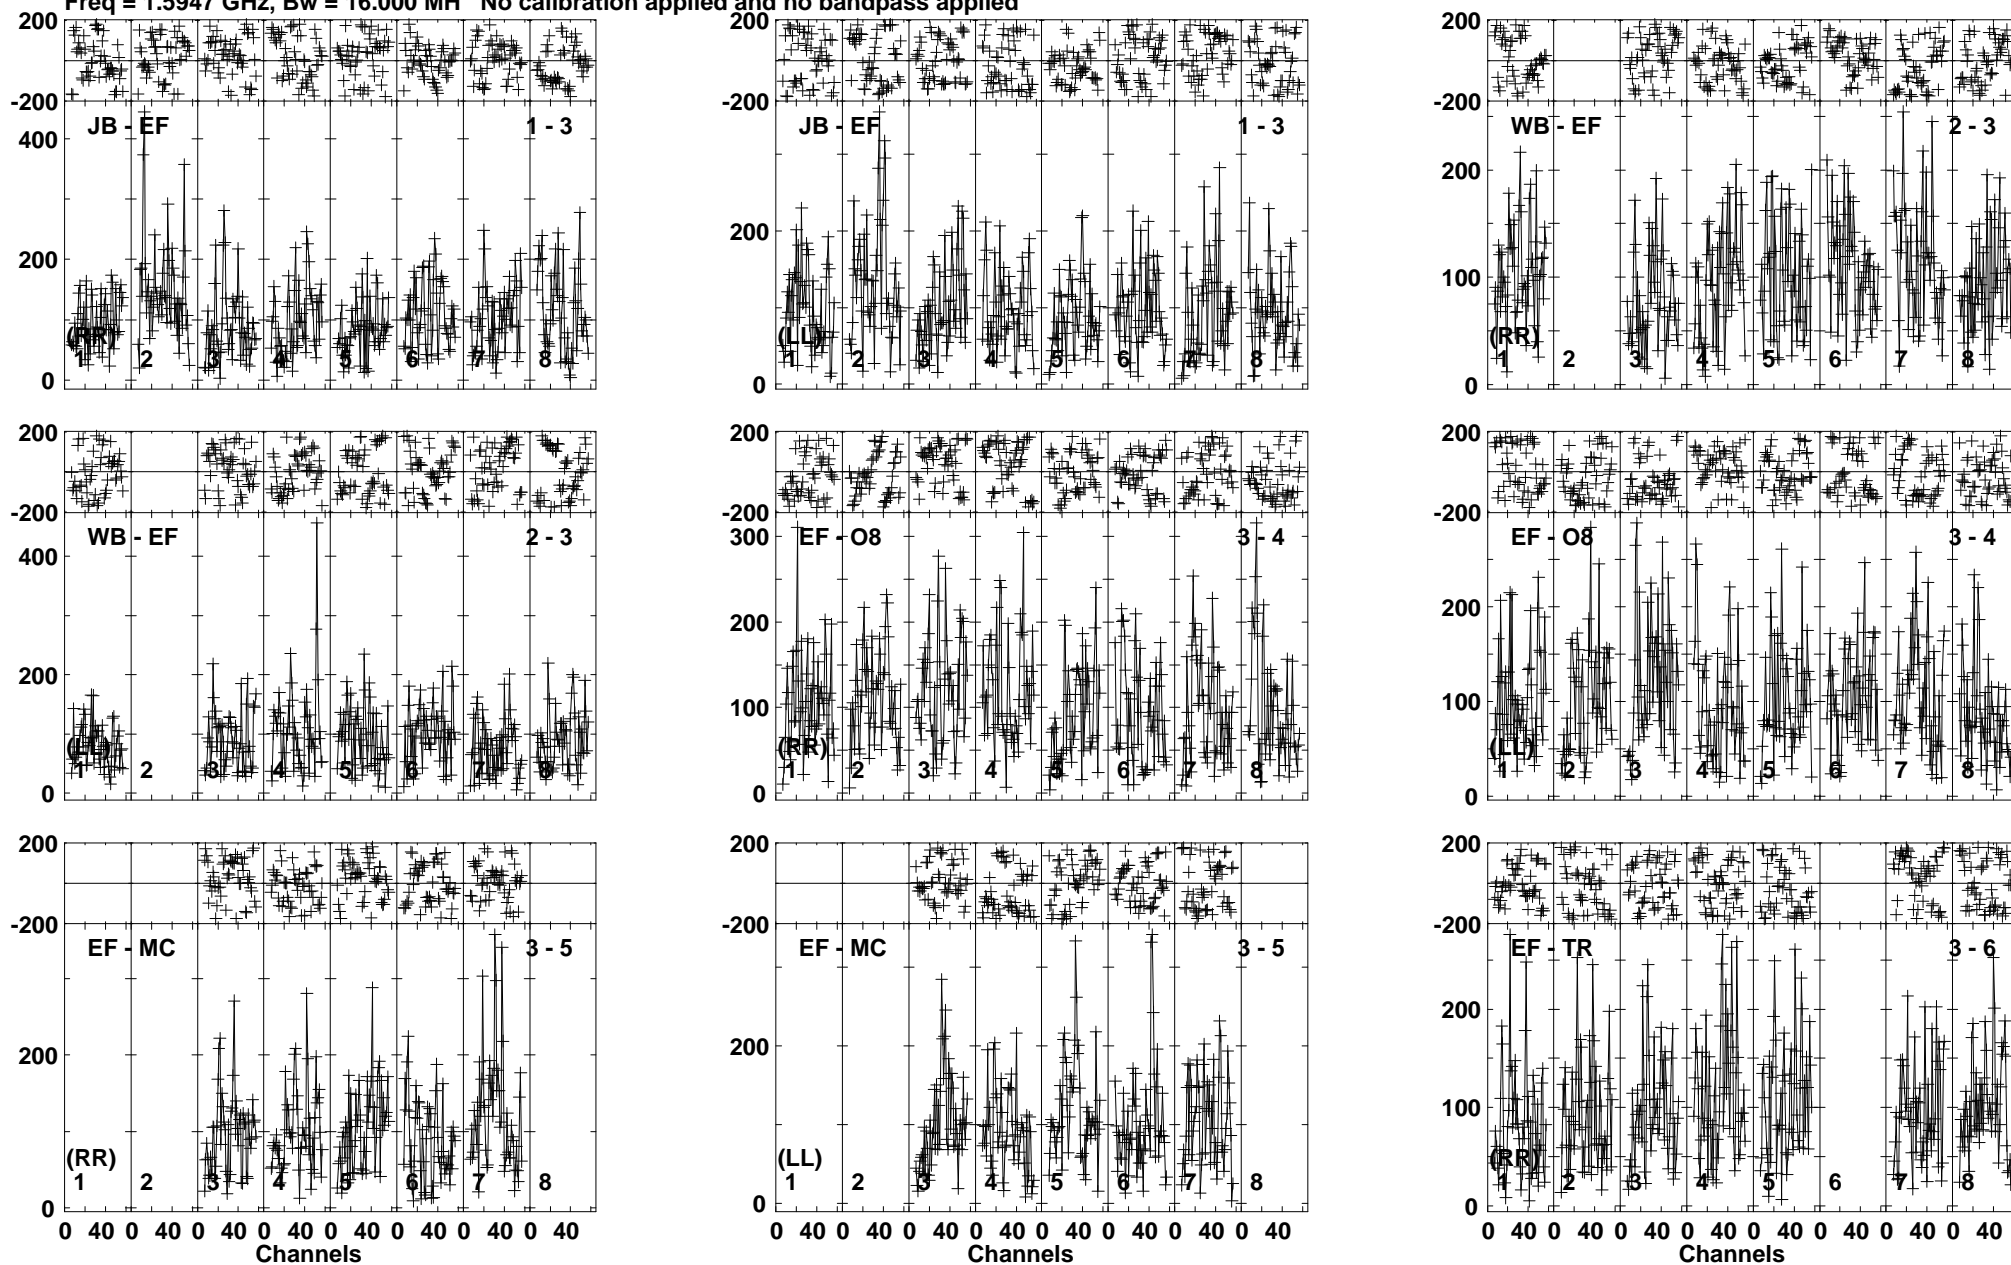 Freq = 1.5947 GHz, Bw = 16.000 MH No calibration applied and no bandpass applied
200 200 200
-200 -200 -200
JB - EF 1 - 3 JB - EF 1 - 3 WB - EF 2 - 3
400
300
200 200 200
100 100
0 0 0
(RR) (LL) (RR)
1 2 3 4 5 6 7 8 1 2 3 4 5 6 7 8 1 2 3 4 5 6 7 8
200 200 200
-200 -200 -200
WB - EF 2 - 3 EF - O8 3 - 4 EF - O8 3 - 4
400 300
200 200 200
100 100
0 0 0
(LL) (RR) (LL)
1 2 3 4 5 6 7 8 1 2 3 4 5 6 7 8 1 2 3 4 5 6 7 8
200 200 200
-200 -200 -200
EF - MC 3 - 5 EF - MC 3 - 5 EF - TR 3 - 6
200 200 200
100
0 0 0
(RR) (LL) (RR)
1 2 3 4 5 6 7 8 1 2 3 4 5 6 7 8 1 2 3 4 5 6 7 8
0 40 0 40 0 40 0 40 0 40 0 40 0 40 0 40 0 40 0 40 0 40 0 40 0 40 0 40 0 40 0 40 0 40 0 40 0 40 0 40 0 40 0 40 0 40 0 40
Channels Channels Channels